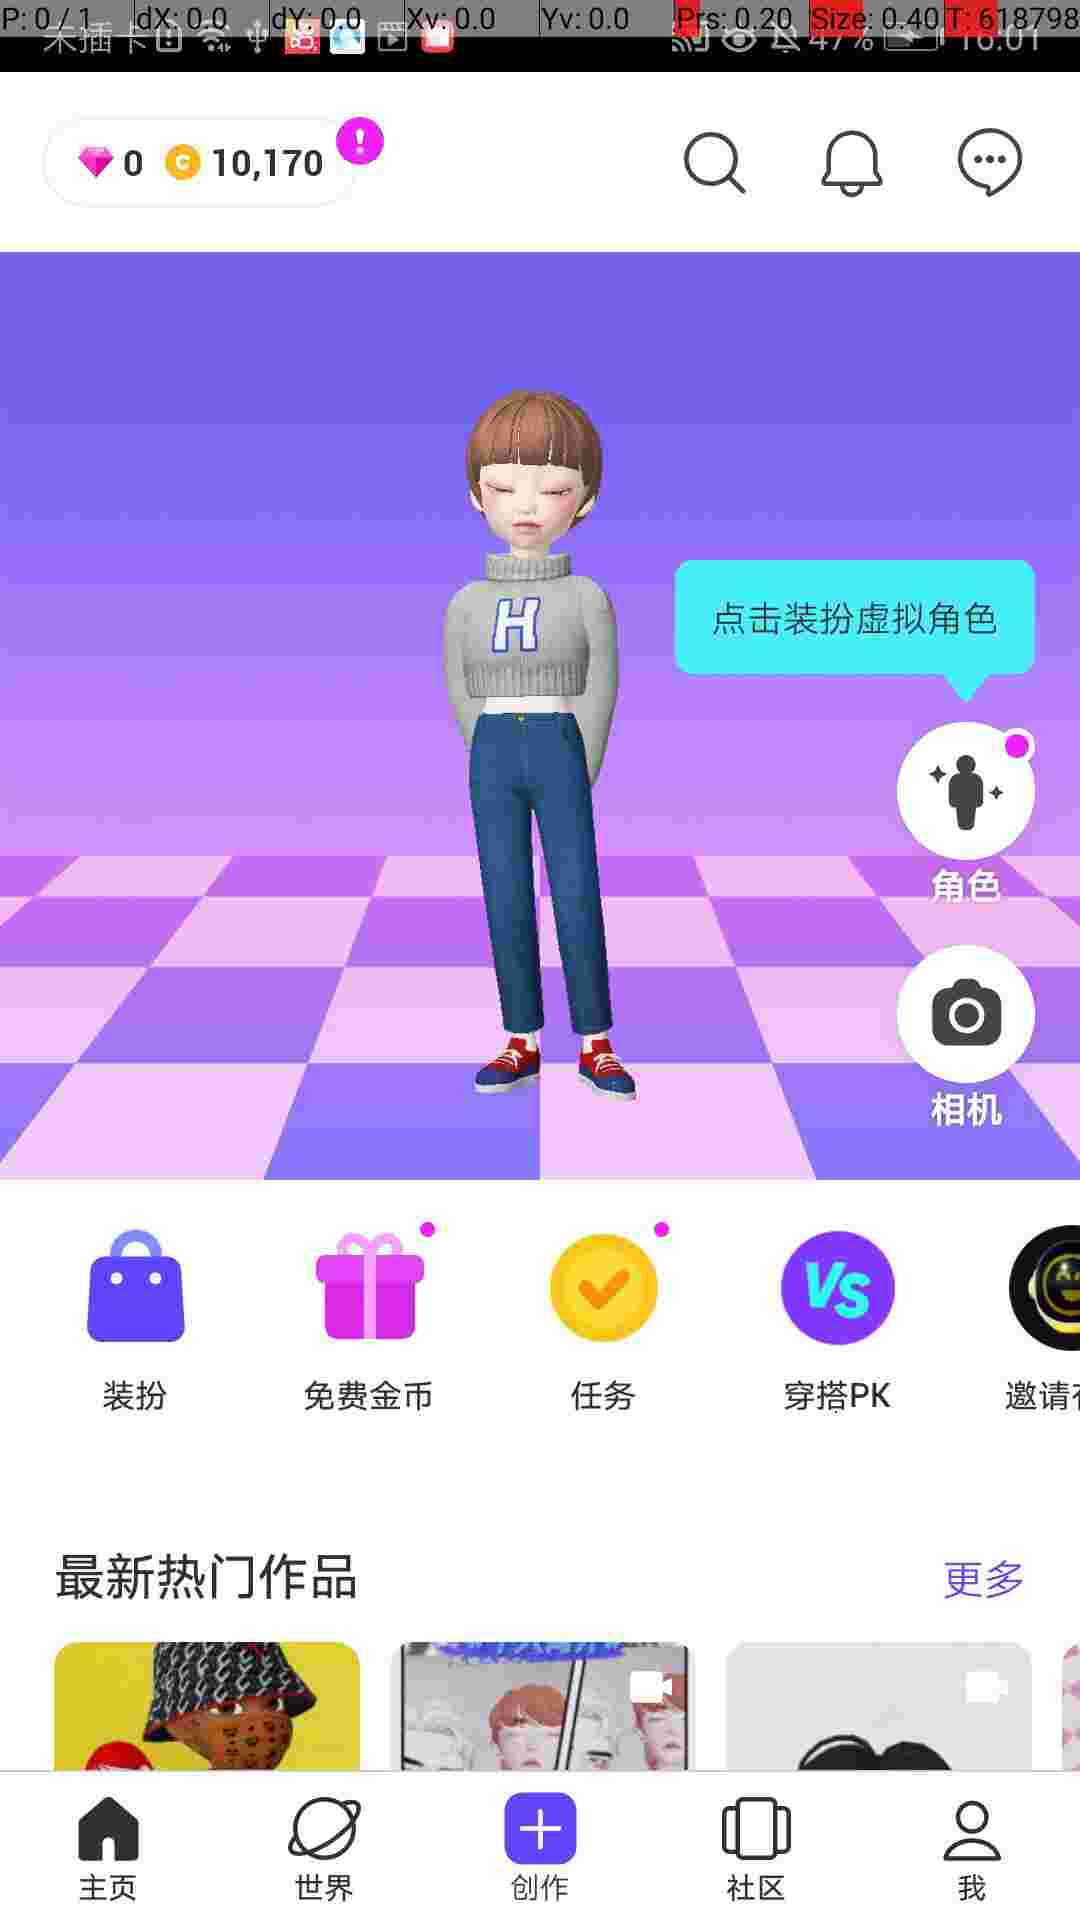 P: 0 / 1 dX: 0.0 dY: 0.0 Xv: 0.0 Yv: 0.0 Prs: 0.20 Size: 0.40 T: 618798
未插卡 47% 16:01
0 10,170
H
点击装扮虚拟角色
角色
相机
VS
装扮 免费金币 任务 穿搭PK 邀请
最新热门作品 更多
主页 世界 创作 社区 我